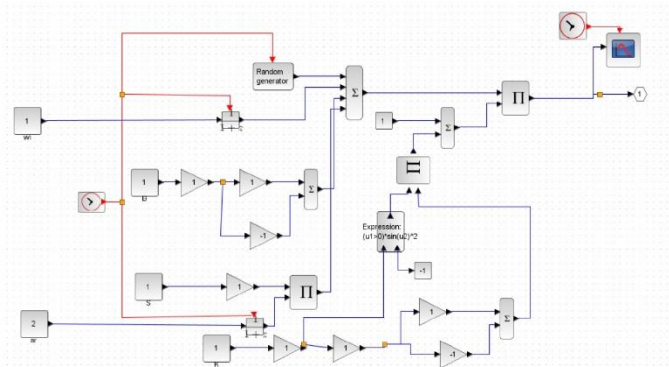 Random
generator
Σ
Π
1
1
Σ
1
wi
1
Π
1
1
1
Σ
-1
Expression:
(u1>0)*sin(u2)^2
-1
1
S
1
Π
2
ar
1
1
1
1
-1
Σ